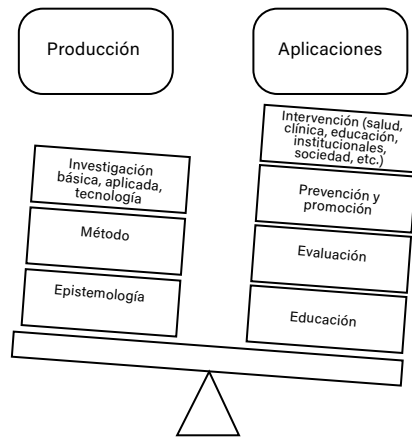 Producción
Aplicaciones
Investigación
básica, aplicada,
tecnología
Método
Epistemología
Intervención (salud,
clínica, educación,
institucionales,
sociedad, etc.)
Prevención y
promoción
Evaluación
Educación